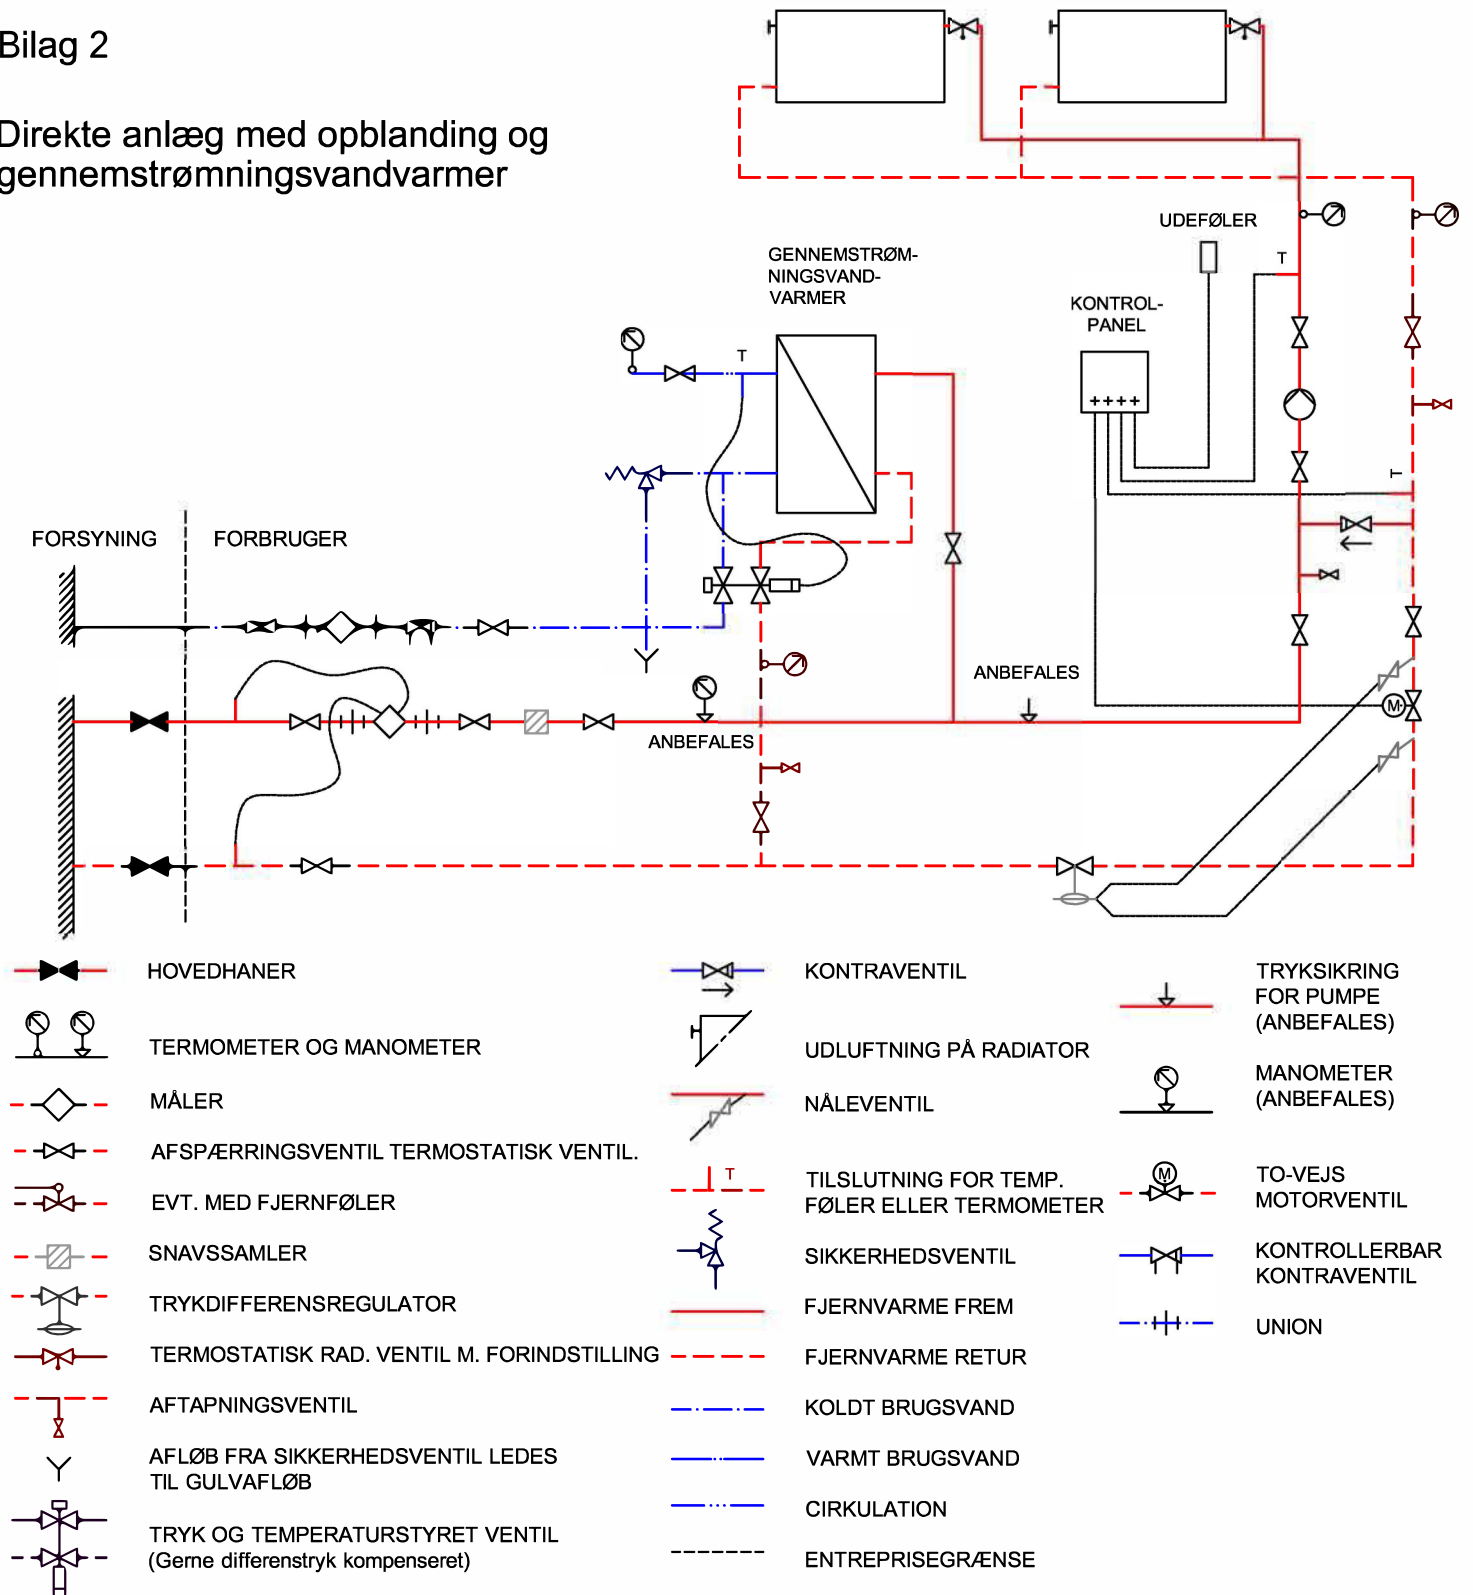 Bilag 2
Direkte anlæg med opblanding og
gennemstrømningsvandvarmer
UDEFØLER
T
GENNEMSTRØM-
NINGSVAND-
VARMER
KONTROL-
PANEL
T
++++
T
FORSYNING
FORBRUGER
ANBEFALES
ANBEFALES
M
HOVEDHANER
TERMOMETER OG MANOMETER
MÅLER
AFSPÆRRINGSVENTIL TERMOSTATISK VENTIL.
EVT. MED FJERNFØLER
SNAVSSAMLER
TRYKDIFFERENSREGULATOR
TERMOSTATISK RAD. VENTIL M. FORINDSTILLING
AFTAPNINGSVENTIL
AFLØB FRA SIKKERHEDSVENTIL LEDES
TIL GULVAFLØB
TRYK OG TEMPERATURSTYRET VENTIL
(Gerne differenstryk kompenseret)
KONTRAVENTIL
UDLUFTNING PÅ RADIATOR
NÅLEVENTIL
T
TILSLUTNING FOR TEMP.
FØLER ELLER TERMOMETER
SIKKERHEDSVENTIL
FJERNVARME FREM
FJERNVARME RETUR
KOLDT BRUGSVAND
VARMT BRUGSVAND
CIRKULATION
ENTREPRISEGRÆNSE
TRYKSIKRING
FOR PUMPE
(ANBEFALES)
MANOMETER
(ANBEFALES)
M
TO-VEJS
MOTORVENTIL
KONTROLLERBAR
KONTRAVENTIL
UNION